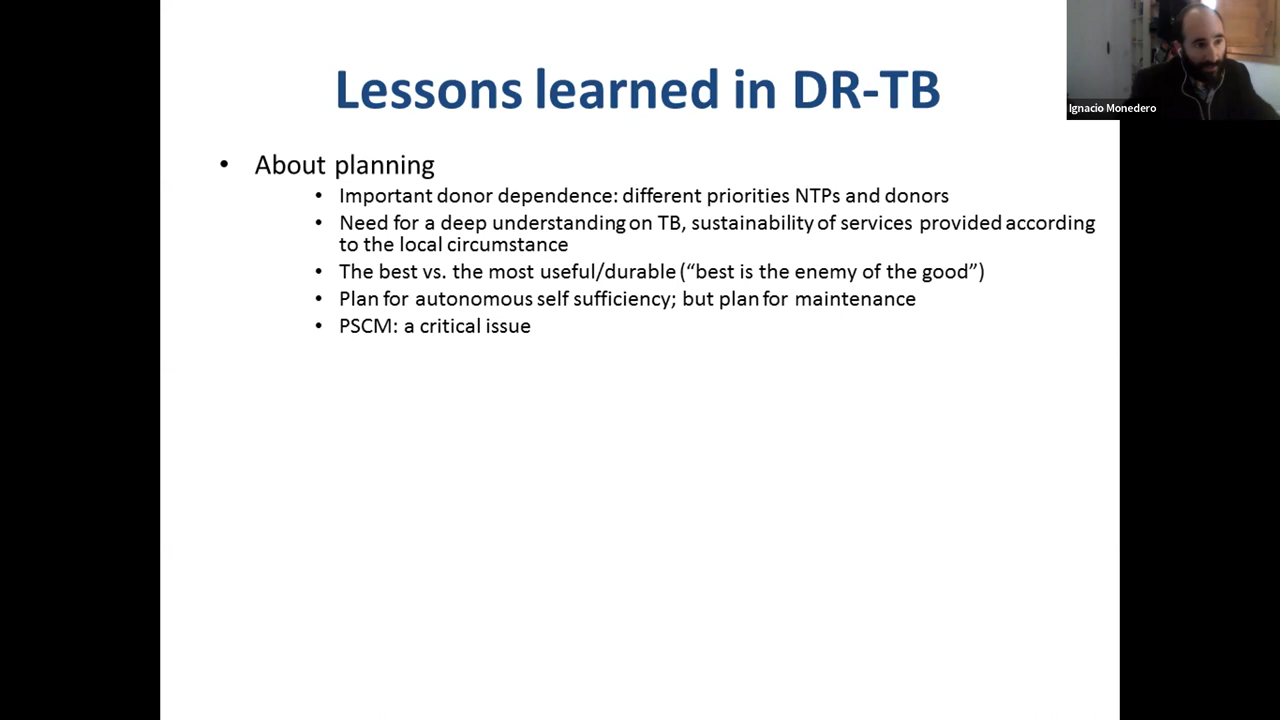 Lessons learned in DR-TB
Ignacio Monedero
• About planning
• Important donor dependence: different priorities NTPs and donors
• Need for a deep understanding on TB, sustainability of services provided according
to the local circumstance
• The best vs. the most useful/durable (“best is the enemy of the good”)
• Plan for autonomous self sufficiency; but plan for maintenance
• PSCM: a critical issue